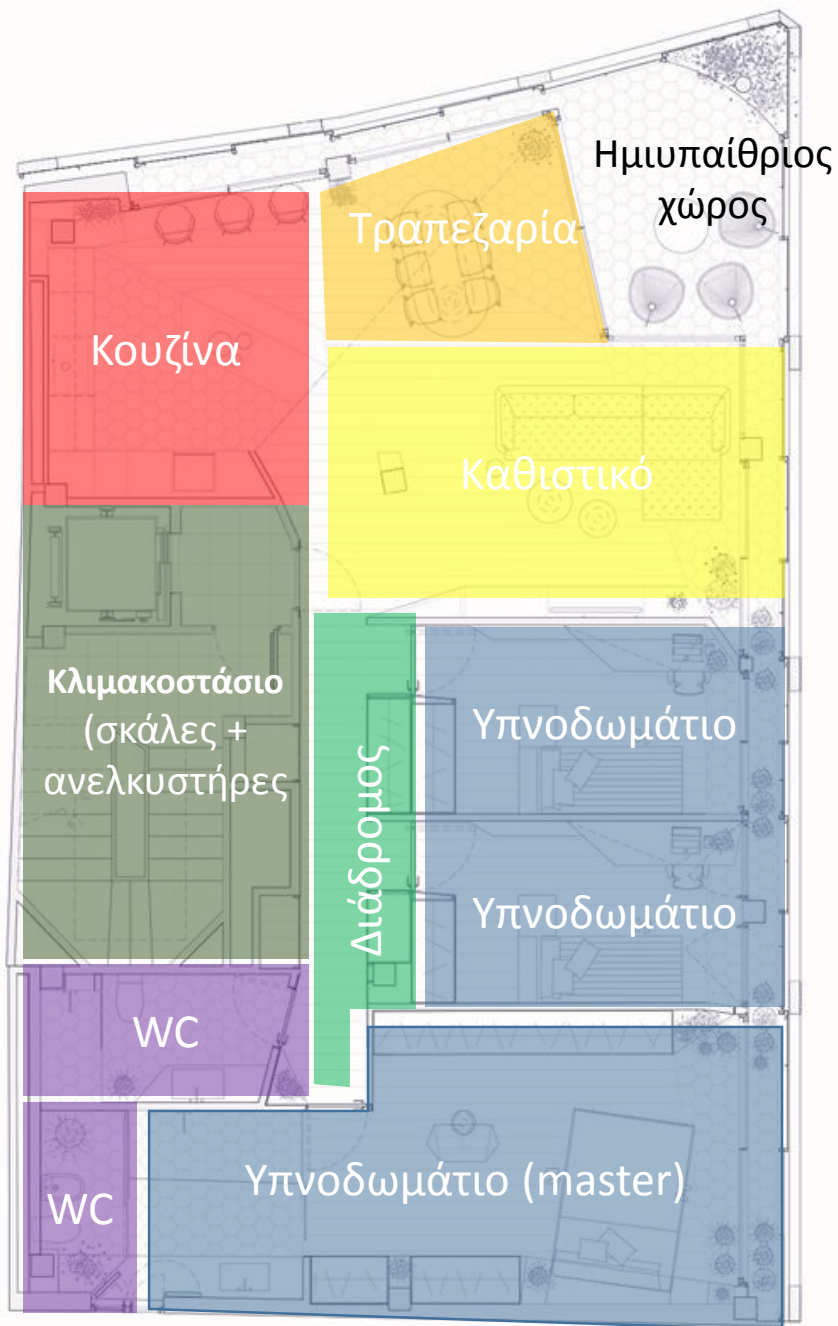 Ημιυπαίθριος
χώρος
Τραπεζαρία
Κουζίνα
Καθιστικό
Κλιμακοστάσιο
(σκάλες +
ανελκυστήρες
Διάδρομος
Υπνοδωμάτιο
Υπνοδωμάτιο
WC
Υπνοδωμάτιο (master)
WC